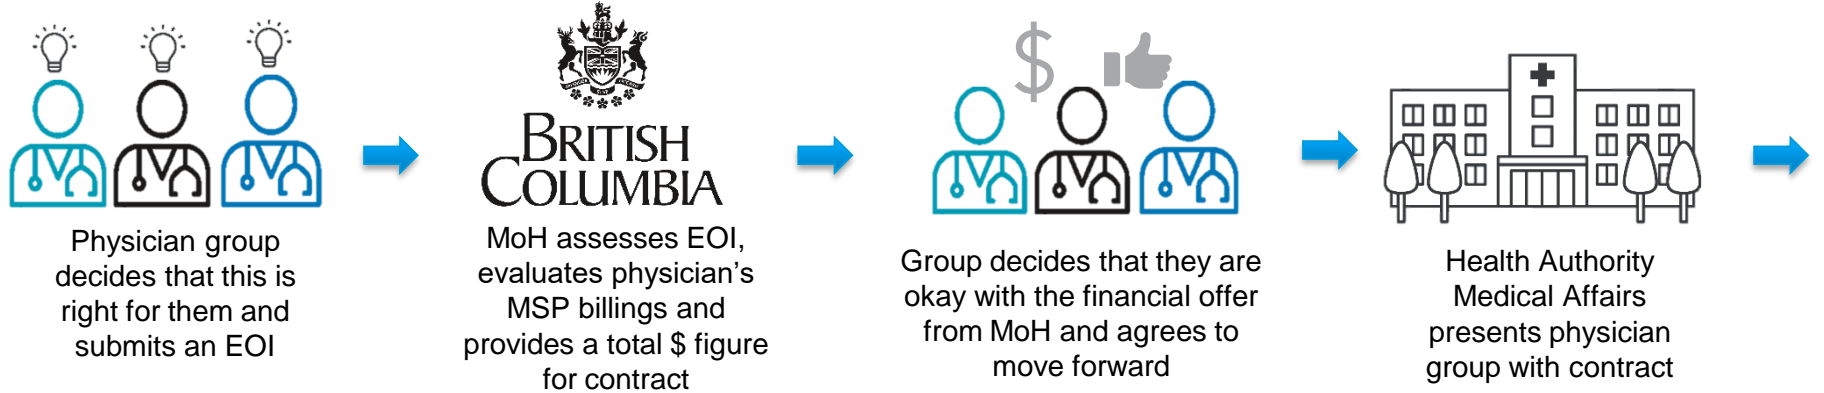 BRITISH
COLUMBIA
Physician group
decides that this is
right for them and
submits an EOI
MoH assesses EOI,
evaluates physician’s
MSP billings and
provides a total $ figure
for contract
$
Group decides that they are
okay with the financial offer
from MoH and agrees to
move forward
Health Authority
Medical Affairs
presents physician
group with contract